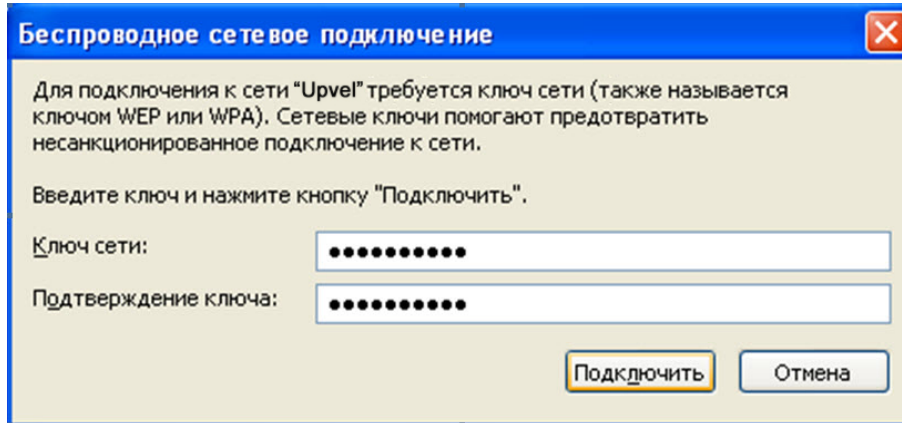 Беспроводное сетевое подключение
Для подключения к сети “Upvel” требуется ключ сети (также называется
ключом WEP или WPA). Сетевые ключи помогают предотвратить
несанкционированное подключение к сети.
Введите ключ и нажмите кнопку "Подключить".
Ключ сети: ●●●●●●●●●●
Подтверждение ключа: ●●●●●●●●●●
Подключить Отмена